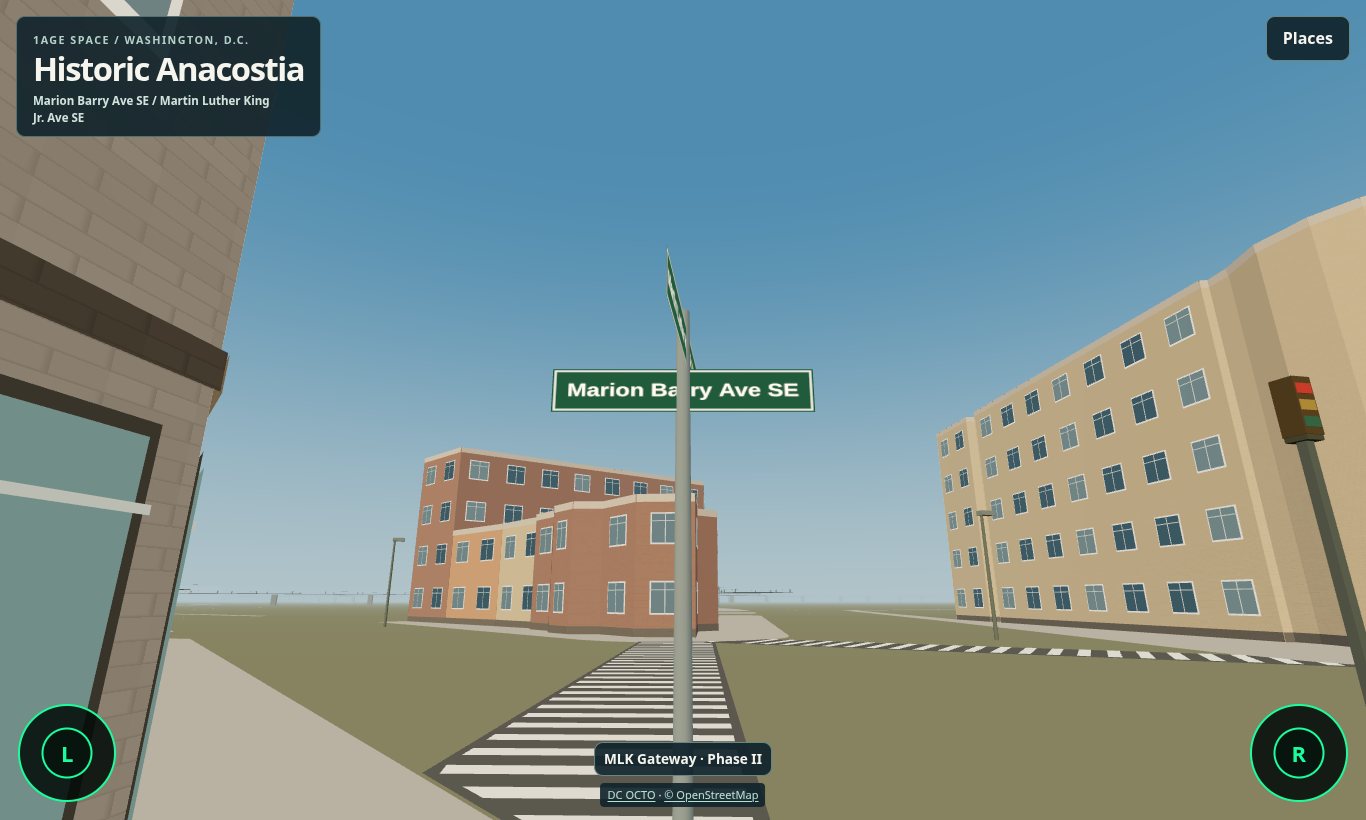 1AGE SPACE / WASHINGTON, D.C.
Historic Anacostia
Marion Barry Ave SE / Martin Luther King
Jr. Ave SE
Places
Marion Barry Ave SE
L
R
MLK Gateway · Phase II
DC OCTO · © OpenStreetMap